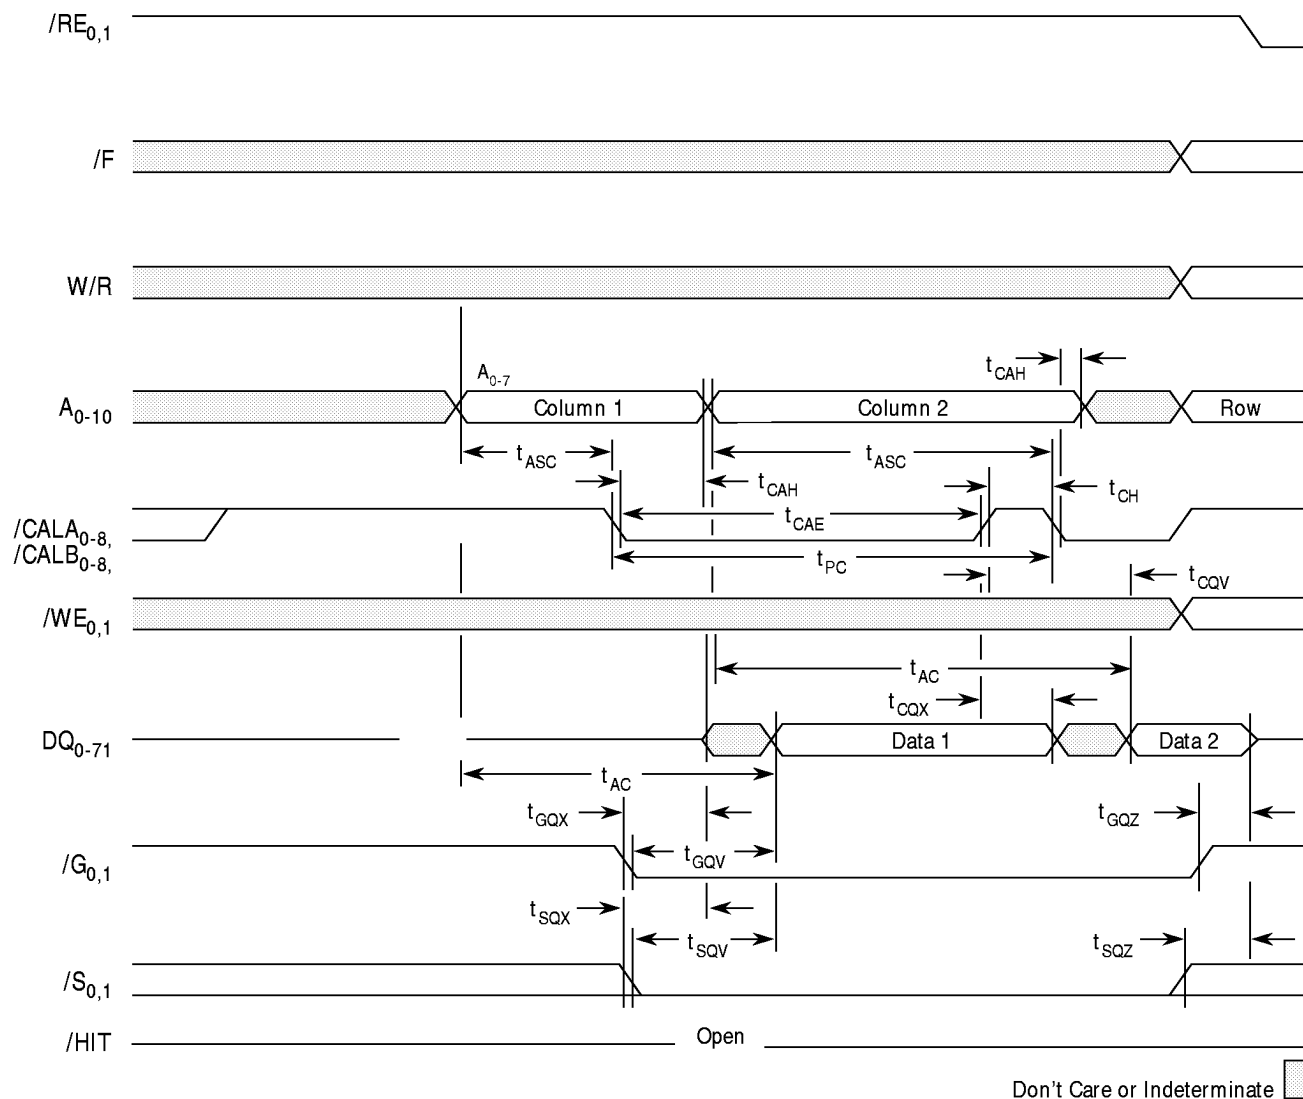 /RE0,1
/F
W/R
tCAH
A0-7
A0-10 Column 1 Column 2 Row
tASC tASC
tCAH tCH
/CALA0-8, tCAE
/CALB0-8, tPC
tCQV
/WE0,1
tAC
tCQX
DQ0-71 Data 1 Data 2
tAC
tGQX tGQZ
/G0,1 tGQV
tSQX
tSQV tSQZ
/S0,1
/HIT Open
Don't Care or Indeterminate